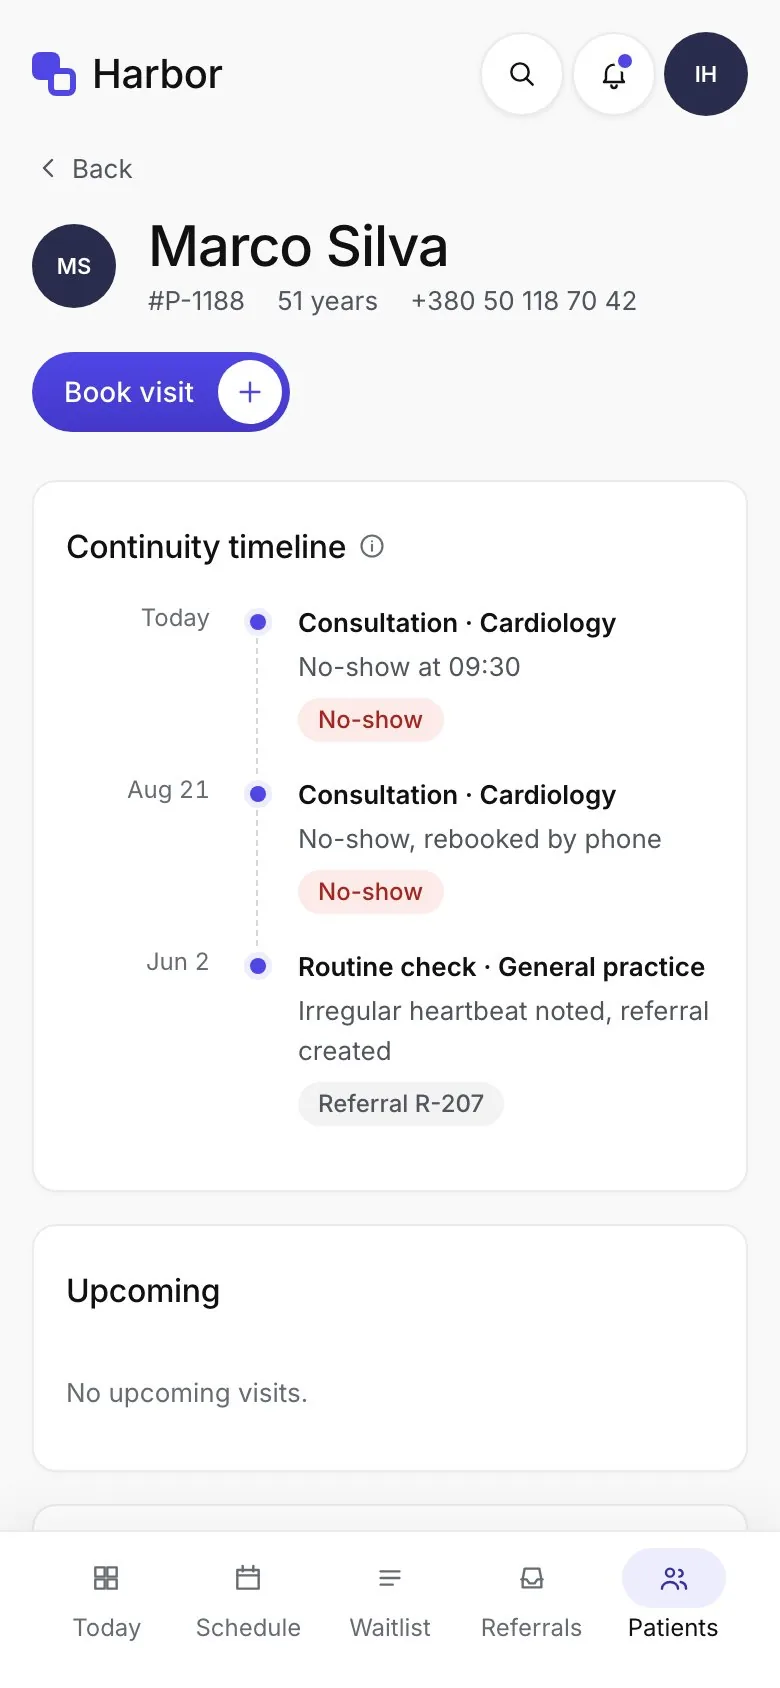 Harbor
IH
Back
MS
Marco Silva
#P-1188 51 years +380 50 118 70 42
Book visit
Continuity timeline
Today
Consultation · Cardiology
No-show at 09:30
No-show
Aug 21
Consultation · Cardiology
No-show, rebooked by phone
No-show
Jun 2
Routine check · General practice
Irregular heartbeat noted, referral
created
Referral R-207
Upcoming
No upcoming visits.
Today Schedule Waitlist Referrals Patients